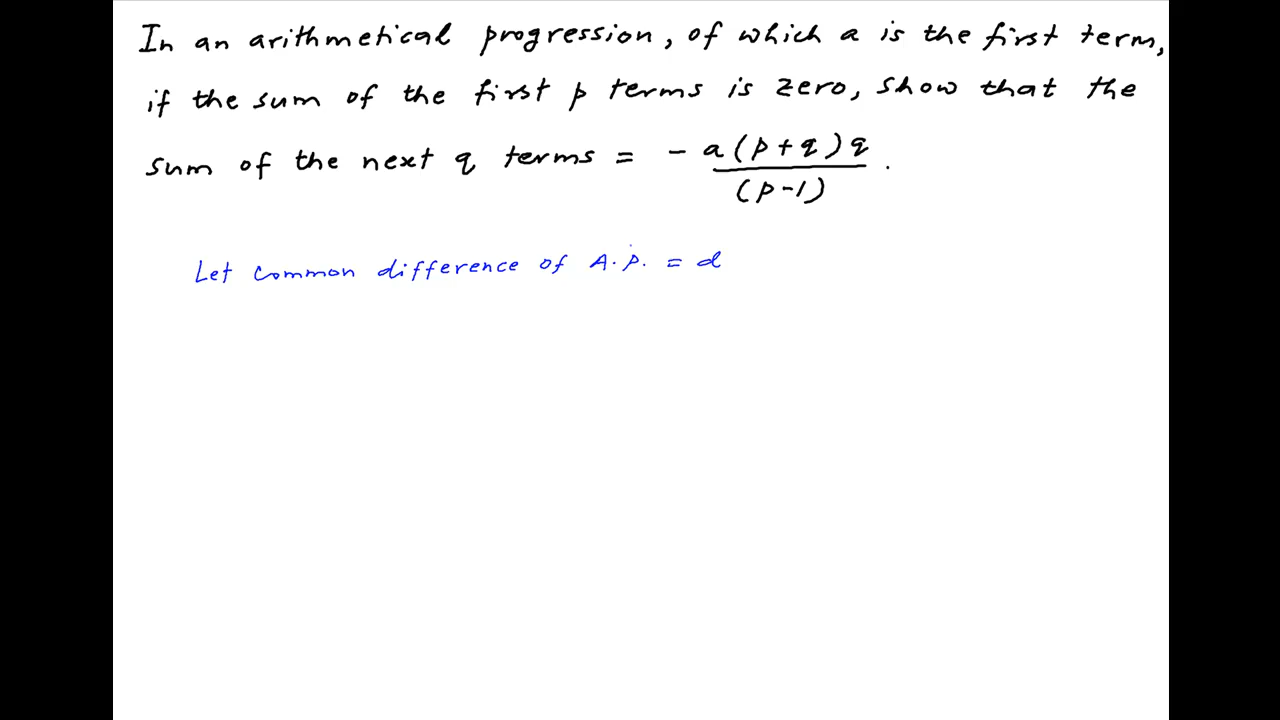 In an arithmetical progression, of which a is the first term,
if the sum of the first p terms is zero, show that the
sum of the next q terms = - a(p+q)q / (p-1) .
Let common difference of A.P. = d